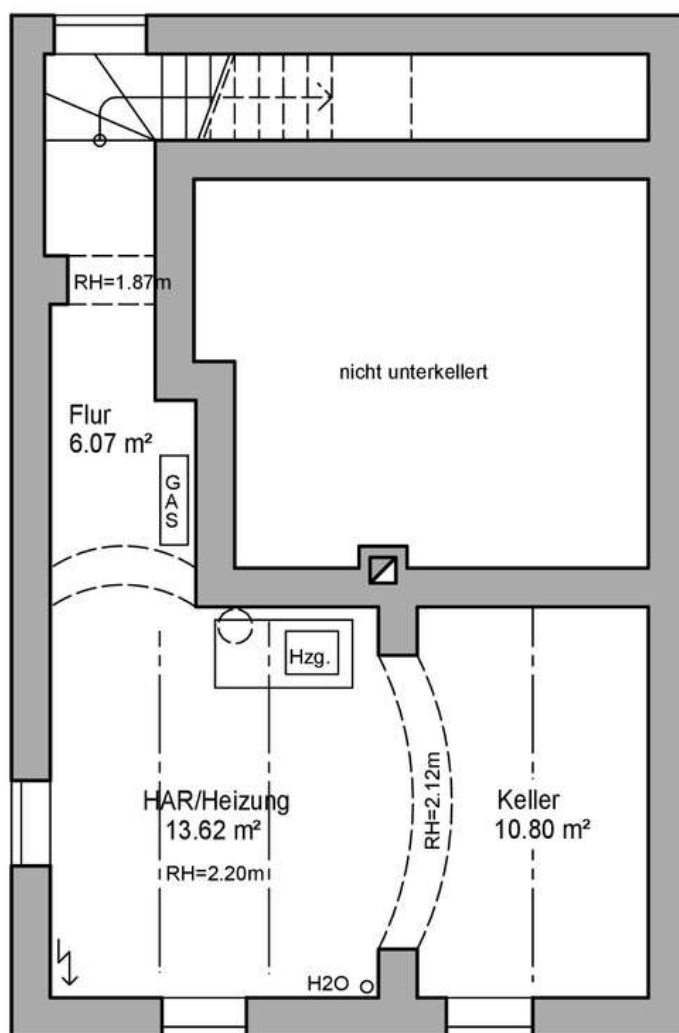 RH=1.87m
nicht unterkellert
Flur
6.07 m²
GAS
Hzg.
RH=2.12m
HAR/Heizung
13.62 m²
RH=2.20m
Keller
10.80 m²
H2O